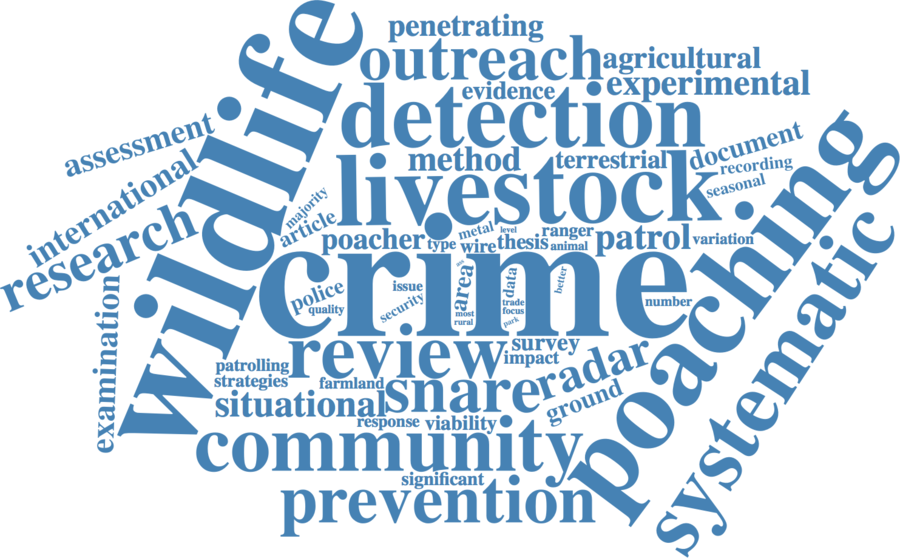 penetrating
outreach
agricultural
evidence
experimental
wildlife
detection
assessment
method
terrestrial
document
recording
seasonal
international
livestock
majority
article
research
poacher
type
metal
wire
level
thesis
ranger
animal
patrol
variation
poaching
crime
police
quality
issue
security
area
most
rural
data
trade
focus
park
better
number
systematic
examination
review
survey
impact
radar
patrolling
strategies
farmland
snare
situational
ground
response
viability
community
significant
prevention